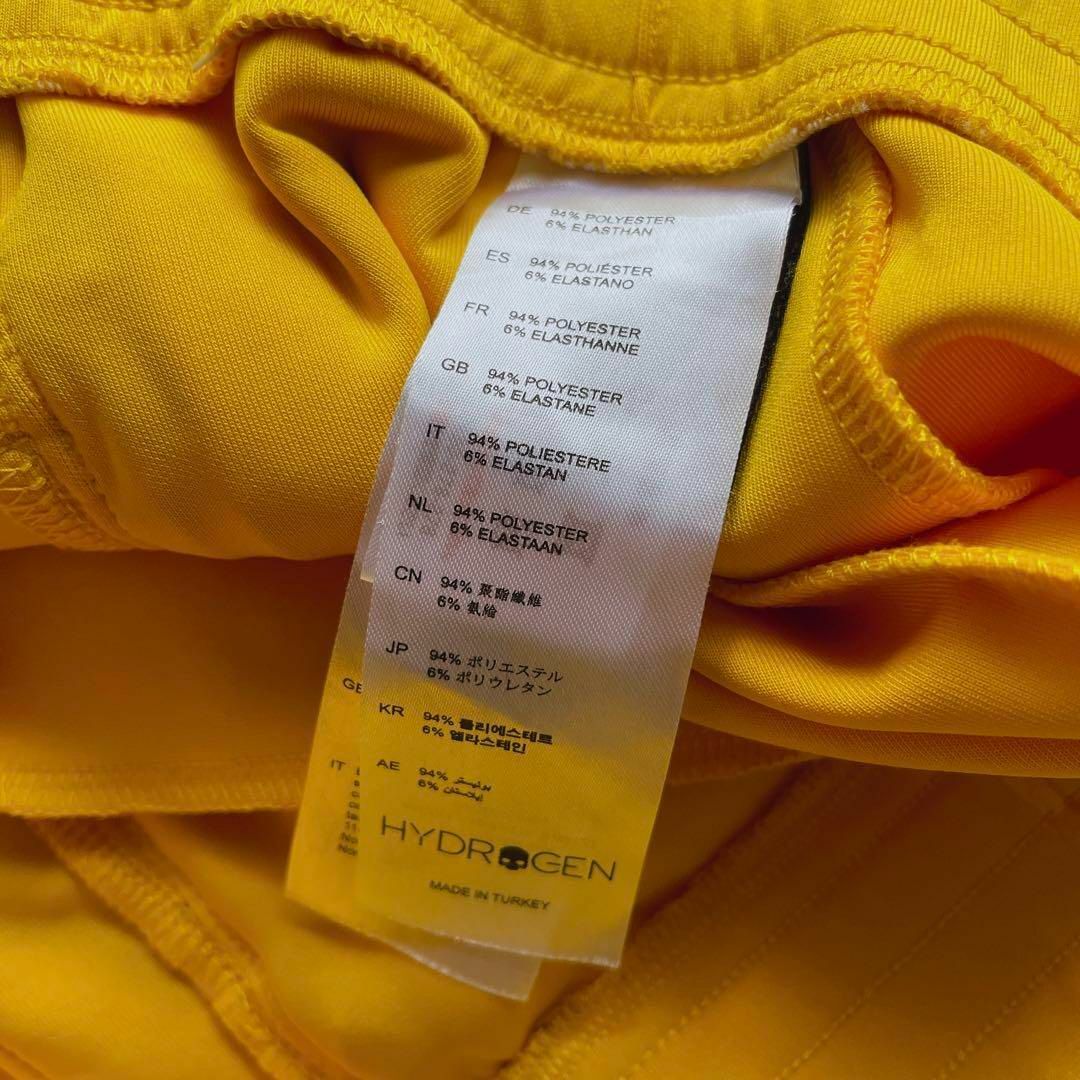 DE 94% POLYESTER
6% ELASTHAN
ES 94% POLIÉSTER
6% ELASTANO
FR 94% POLYESTER
6% ELASTHANNE
GB 94% POLYESTER
6% ELASTANE
IT 94% POLIESTERE
6% ELASTAN
NL 94% POLYESTER
6% ELASTAAN
CN 94% 聚酯纖維
6% 氨綸
JP 94% ポリエステル
6% ポリウレタン
KR 94% 폴리에스테르
6% 엘라스테인
AE 94%
6% إيلاستان
HYDROGEN
MADE IN TURKEY
GB
IT